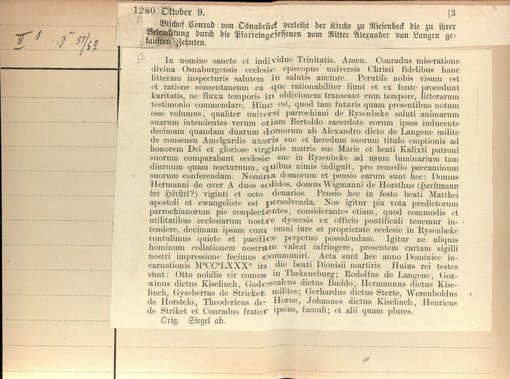 1280 Oktober 9. [3
Bischof Conrad von Osnabrück verleiht der Kirche zu Riesenbeck die zu ihrer
Beleuchtung durch die Pfarreingesessenen vom Ritter Alexander von Langen ge-
kauften Zehnten.
II 1 57/52
52
In nomine sancte et individue Trinitatis. Amen. Conradus miseratione
divina Osnaburgensis ecclesie episcopus universis Christi fidelibus hanc
litteram inspecturis salutem in salutis auctore. Perutile nobis visum est
et ratione consentaneum ea que rationabiliter fiunt et ex fonte procedunt
karitatis, ne fluxu temporis in oblivionem transeant cum tempore, litterarum
testimonio commendare. Hinc est, quod tam futuris quam presentibus notum
esse volumus, qualiter universi parrochiani de Rysenbeke saluti animarum
suarum intendentes verum etiam Bertoldo sacerdote eorum ipsos inducente
decimam quandam duarum domorum ab Alexandro dicto de Langene milite
de consensu Amelgardis uxoris sue et heredum suorum titulo emptionis ad
honorem Dei et gloriose virginis matris sue Marie et beati Kalixti patroni
suorum comparabant ecclesie sue in Rysenbeke ad usum luminarium tam
diurnum quam nocturnum, quibus nimis indiguit, pro remedio peccaminum
suorum conferendam. Nomina domorum et pensio earum sunt hec: Domus
Hermanni de over A duos solidos, domus Wigmanni de Horsthus (Horstmann
bei Hörstel?) viginti et octo denarios. Pensio hec in festo beati Matthei
apostoli et ewangeliste est persolvenda. Nos igitur pia vota predictorum
parrochianorum pie conplectentes, considerantes etiam, quod commodis et
utilitatibus ecclesiarum nostre dyocesis ex officio pontificali tenemur in-
tendere, decimam ipsam cum omni iure et proprietate ecclesie in Rysenbeke
contulimus quiete et pacifice perpetuo possidendam. Igitur ne aliquis
hominum collationem nostram valeat infringere, presentem cartam sigilli
nostri impressione fecimus communiri. Acta sunt hec anno Dominice in-
carnationis MºCCºLXXXº in die beati Dionisii martiris. Huius rei testes
sunt: Otto nobilis vir comes in Thekeneburg; Rodolfus de Langene, Goz-
winus dictus Kiselinch, Godescalcus dictus Buddo, Hermannus dictus Kise-
linch, Gysebertus de Stricket milites; Gerhardus dictus Sterte, Werenboldus
de Horstelo, Theodericus de Horne, Johannes dictus Kiselinch, Henricus
de Striket et Conradus frater ipsius, famuli; et alii quam plures.
Orig. Siegel ab.